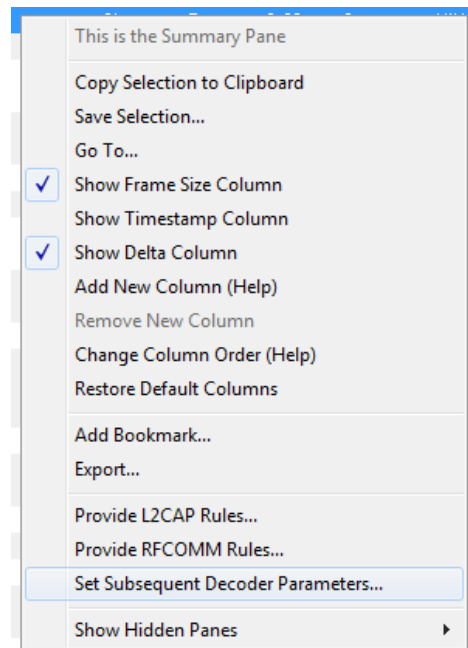 This is the Summary Pane
Copy Selection to Clipboard
Save Selection...
Go To...
Show Frame Size Column
Show Timestamp Column
Show Delta Column
Add New Column (Help)
Remove New Column
Change Column Order (Help)
Restore Default Columns
Add Bookmark...
Export...
Provide L2CAP Rules...
Provide RFCOMM Rules...
Set Subsequent Decoder Parameters...
Show Hidden Panes